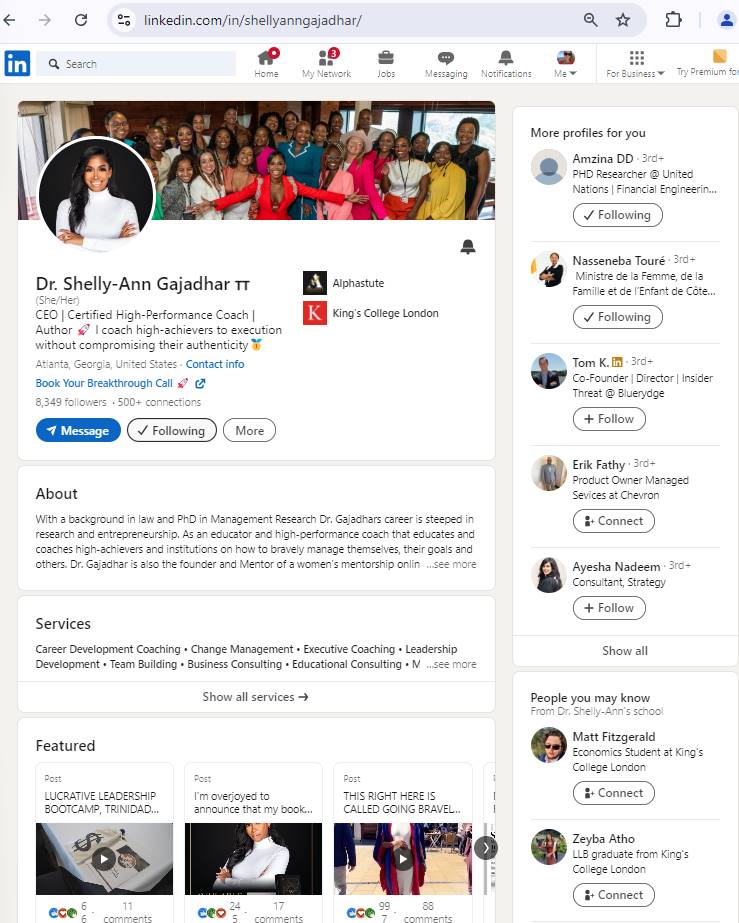 linkedin.com/in/shellyanngajadhar/
in
Search
3
Home
My Network
Jobs
Messaging
Notifications
Me
For Business
Try Premium for
Dr. Shelly-Ann Gajadhar ττ
(She/Her)
CEO | Certified High-Performance Coach |
Author 🚀 I coach high-achievers to execution
without compromising their authenticity🏅
Atlanta, Georgia, United States · Contact info
Book Your Breakthrough Call 🚀
8,349 followers · 500+ connections
Message
Following
More
Alphastute
K King's College London
About
With a background in law and PhD in Management Research Dr. Gajadhars career is steeped in
research and entrepreneurship. As an educator and high-performance coach that educates and
coaches high-achievers and institutions on how to bravely manage themselves, their goals and
others. Dr. Gajadhar is also the founder and Mentor of a women's mentorship onlin ...see more
Services
Career Development Coaching • Change Management • Executive Coaching • Leadership
Development • Team Building • Business Consulting • Educational Consulting • M ...see more
Show all services →
Featured
Post
LUCRATIVE LEADERSHIP
BOOTCAMP, TRINIDAD...
6
6
11
comments
Post
I'm overjoyed to
announce that my book...
24
5
17
comments
Post
THIS RIGHT HERE IS
CALLED GOING BRAVEL...
99
7
88
comments
More profiles for you
Amzina DD · 3rd+
PHD Researcher @ United
Nations | Financial Engineerin...
Following
Nasseneba Touré · 3rd+
Ministre de la Femme, de la
Famille et de l'Enfant de Côte...
Following
Tom K. in · 3rd+
Co-Founder | Director | Insider
Threat @ Bluerydge
+ Follow
Erik Fathy · 3rd+
Product Owner Managed
Sevices at Chevron
Connect
Ayesha Nadeem · 3rd+
Consultant, Strategy
+ Follow
Show all
People you may know
From Dr. Shelly-Ann's school
Matt Fitzgerald
Economics Student at King's
College London
Connect
Zeyba Atho
LLB graduate from King's
College London
Connect